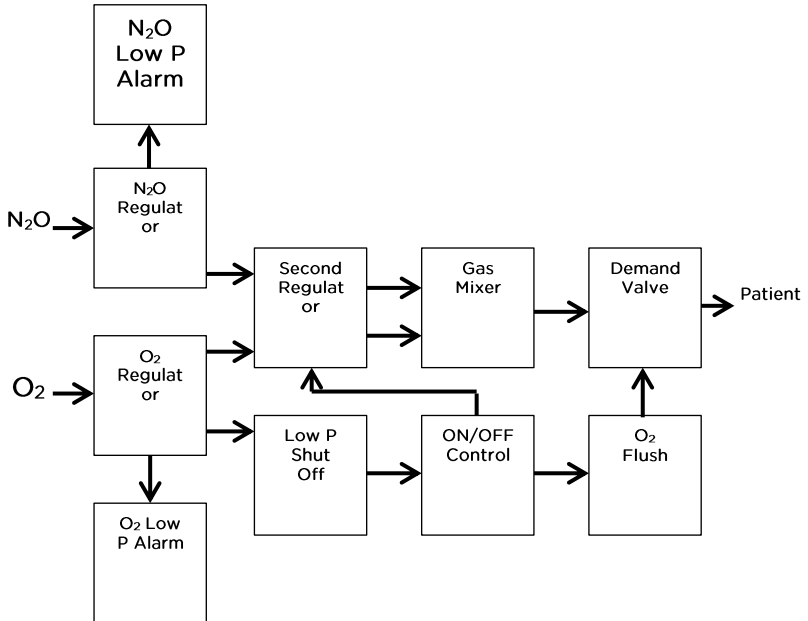 N₂O
Low P
Alarm
N₂O
Regulat
or
N₂O
Second
Regulat
or
Gas
Mixer
Demand
Valve
Patient
O₂
Regulat
or
O₂
Low P
Shut
Off
ON/OFF
Control
O₂
Flush
O₂ Low
P Alarm